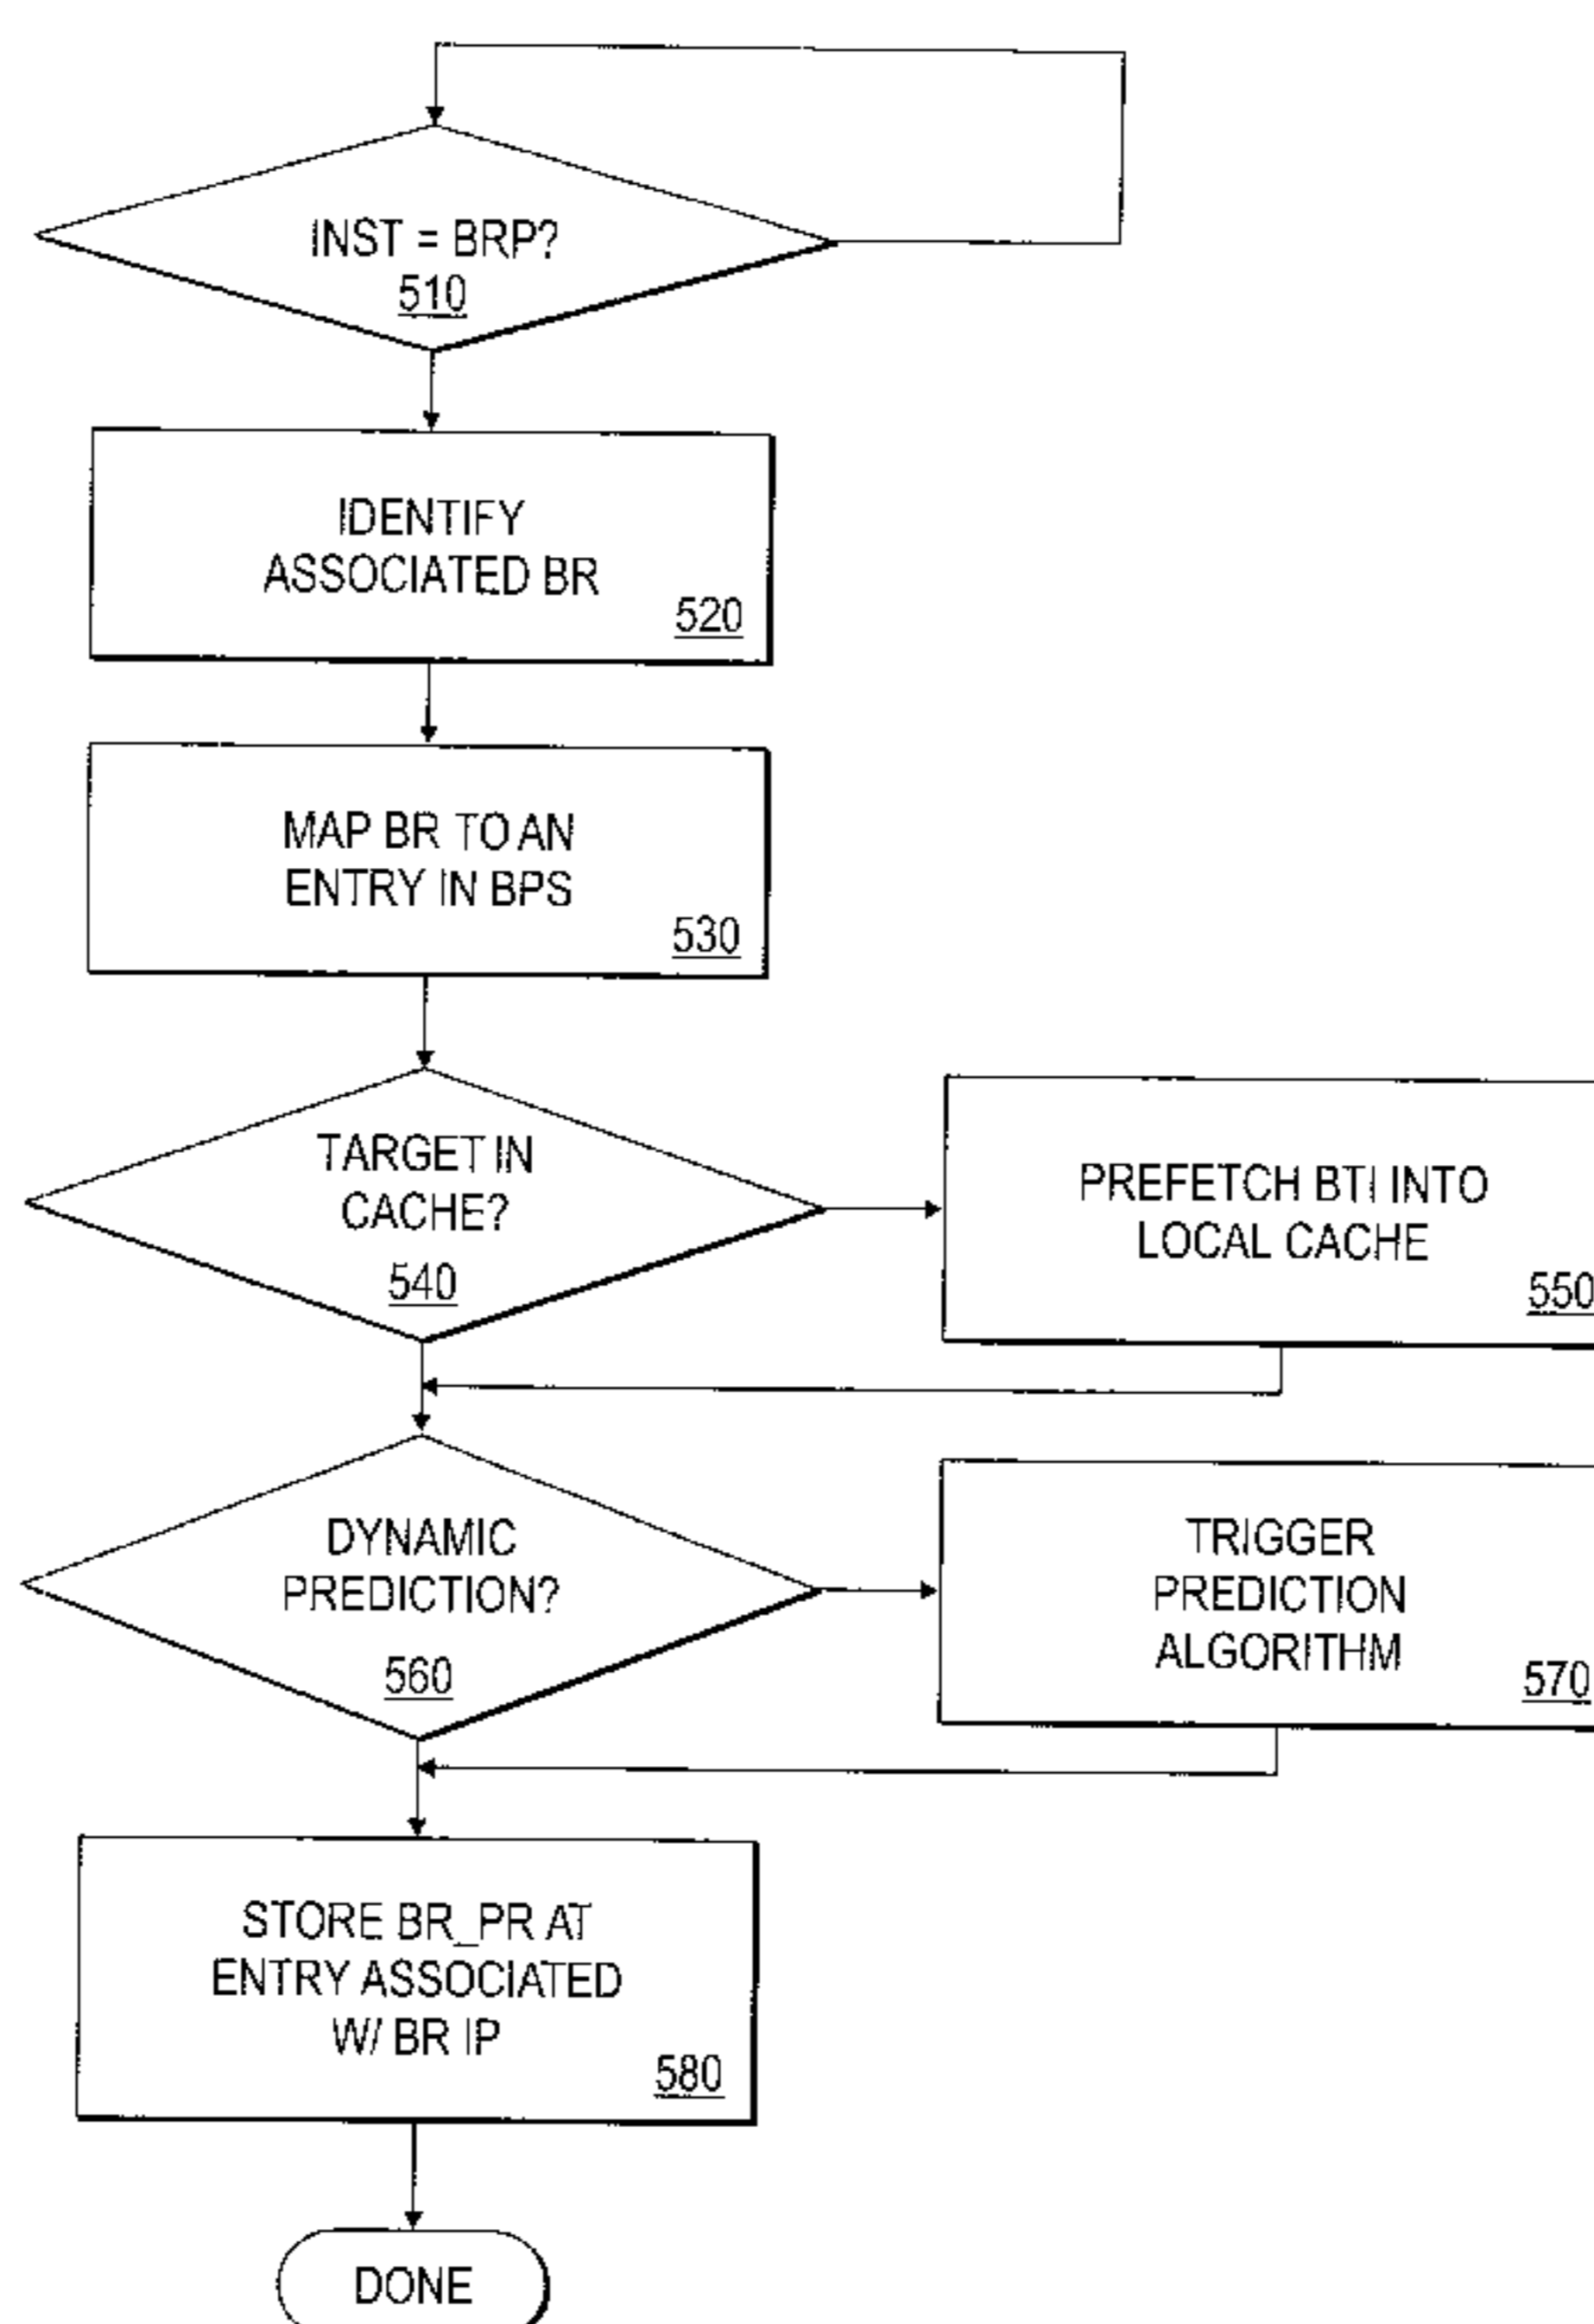 INST = BRP?
510
IDENTIFY
ASSOCIATED BR
520
MAP BR TO AN
ENTRY IN BPS
530
TARGET IN
CACHE?
540
PREFETCH BTI INTO
LOCAL CACHE
550
DYNAMIC
PREDICTION?
560
TRIGGER
PREDICTION
ALGORITHM
570
STORE BR_PR AT
ENTRY ASSOCIATED
W/ BR IP
580
DONE